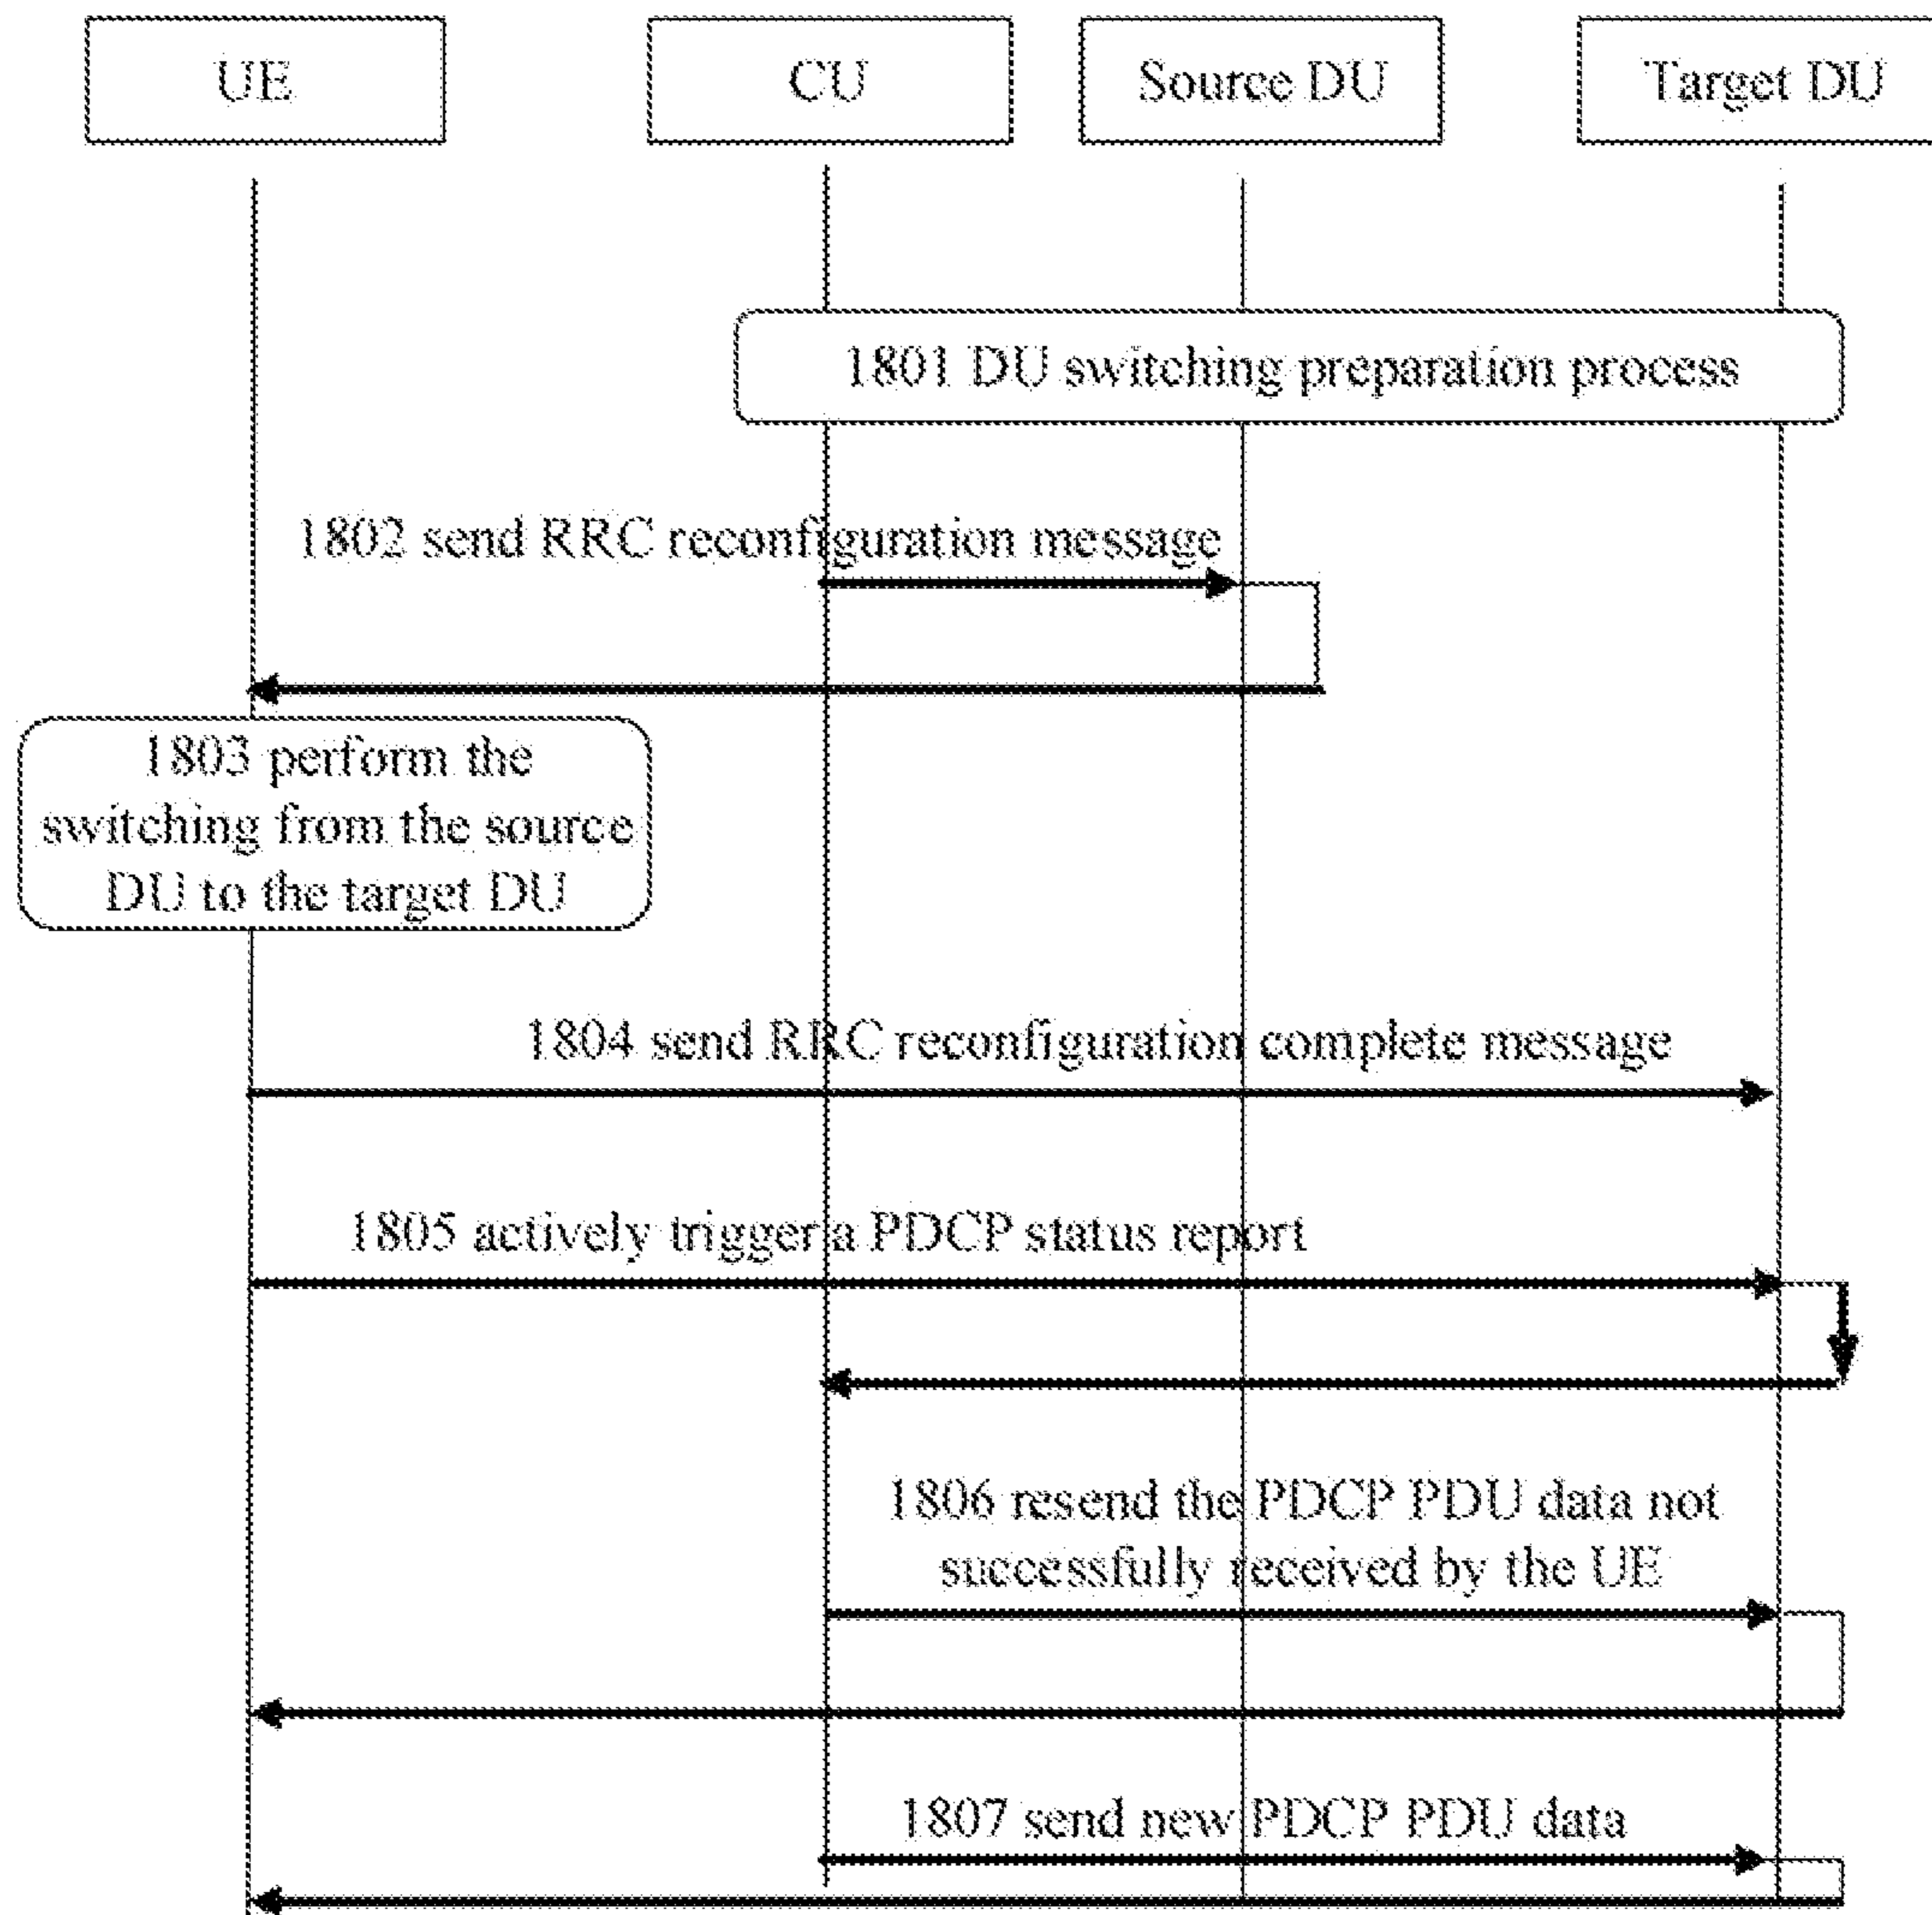 UE
CU
Source DU
Target DU
1801 DU switching preparation process
1802 send RRC reconfiguration message
1803 perform the
switching from the source
DU to the target DU
1804 send RRC reconfiguration complete message
1805 actively trigger a PDCP status report
1806 resend the PDCP PDU data not
successfully received by the UE
1807 send new PDCP PDU data